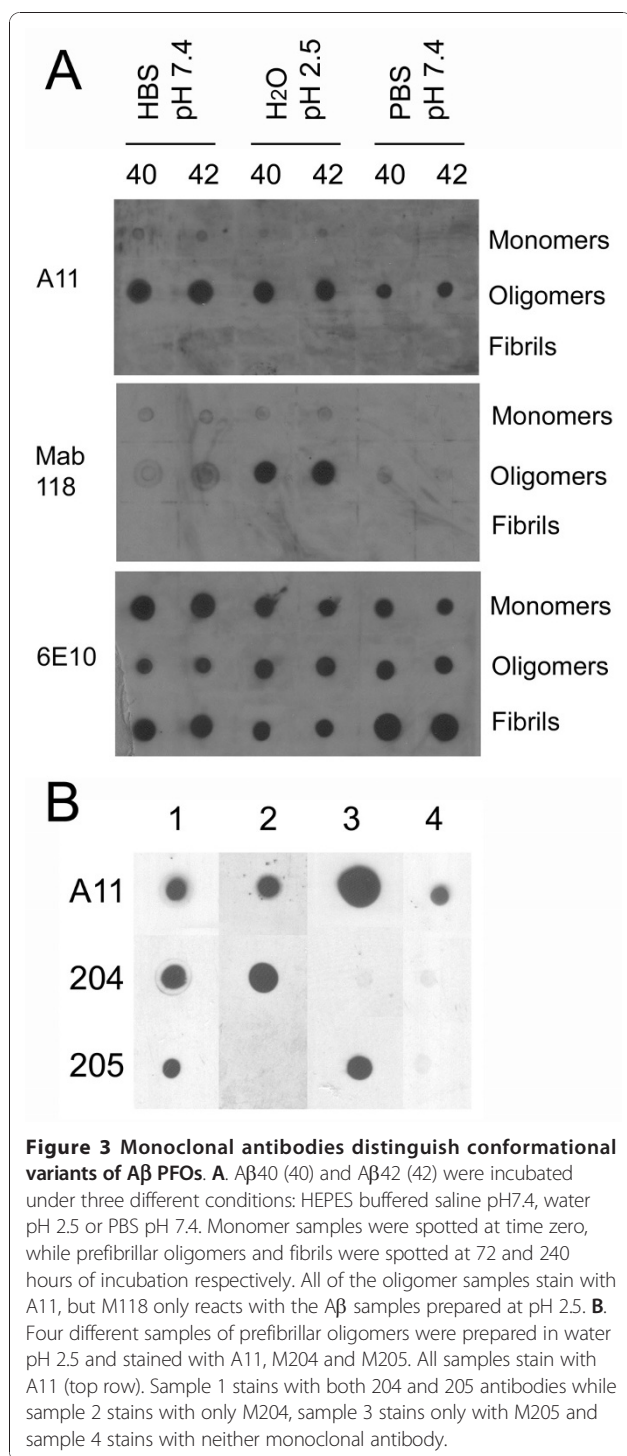 A
HBS pH 7.4
H2O pH 2.5
PBS pH 7.4
40 42 40 42 40 42
A11
Monomers
Oligomers
Fibrils
Mab 118
Monomers
Oligomers
Fibrils
6E10
Monomers
Oligomers
Fibrils
B
1 2 3 4
A11
204
205
Figure 3 Monoclonal antibodies distinguish conformational
variants of Aβ PFOs. A. Aβ40 (40) and Aβ42 (42) were incubated
under three different conditions: HEPES buffered saline pH7.4, water
pH 2.5 or PBS pH 7.4. Monomer samples were spotted at time zero,
while prefibrillar oligomers and fibrils were spotted at 72 and 240
hours of incubation respectively. All of the oligomer samples stain with
A11, but M118 only reacts with the Aβ samples prepared at pH 2.5. B.
Four different samples of prefibrillar oligomers were prepared in water
pH 2.5 and stained with A11, M204 and M205. All samples stain with
A11 (top row). Sample 1 stains with both 204 and 205 antibodies while
sample 2 stains with only M204, sample 3 stains only with M205 and
sample 4 stains with neither monoclonal antibody.